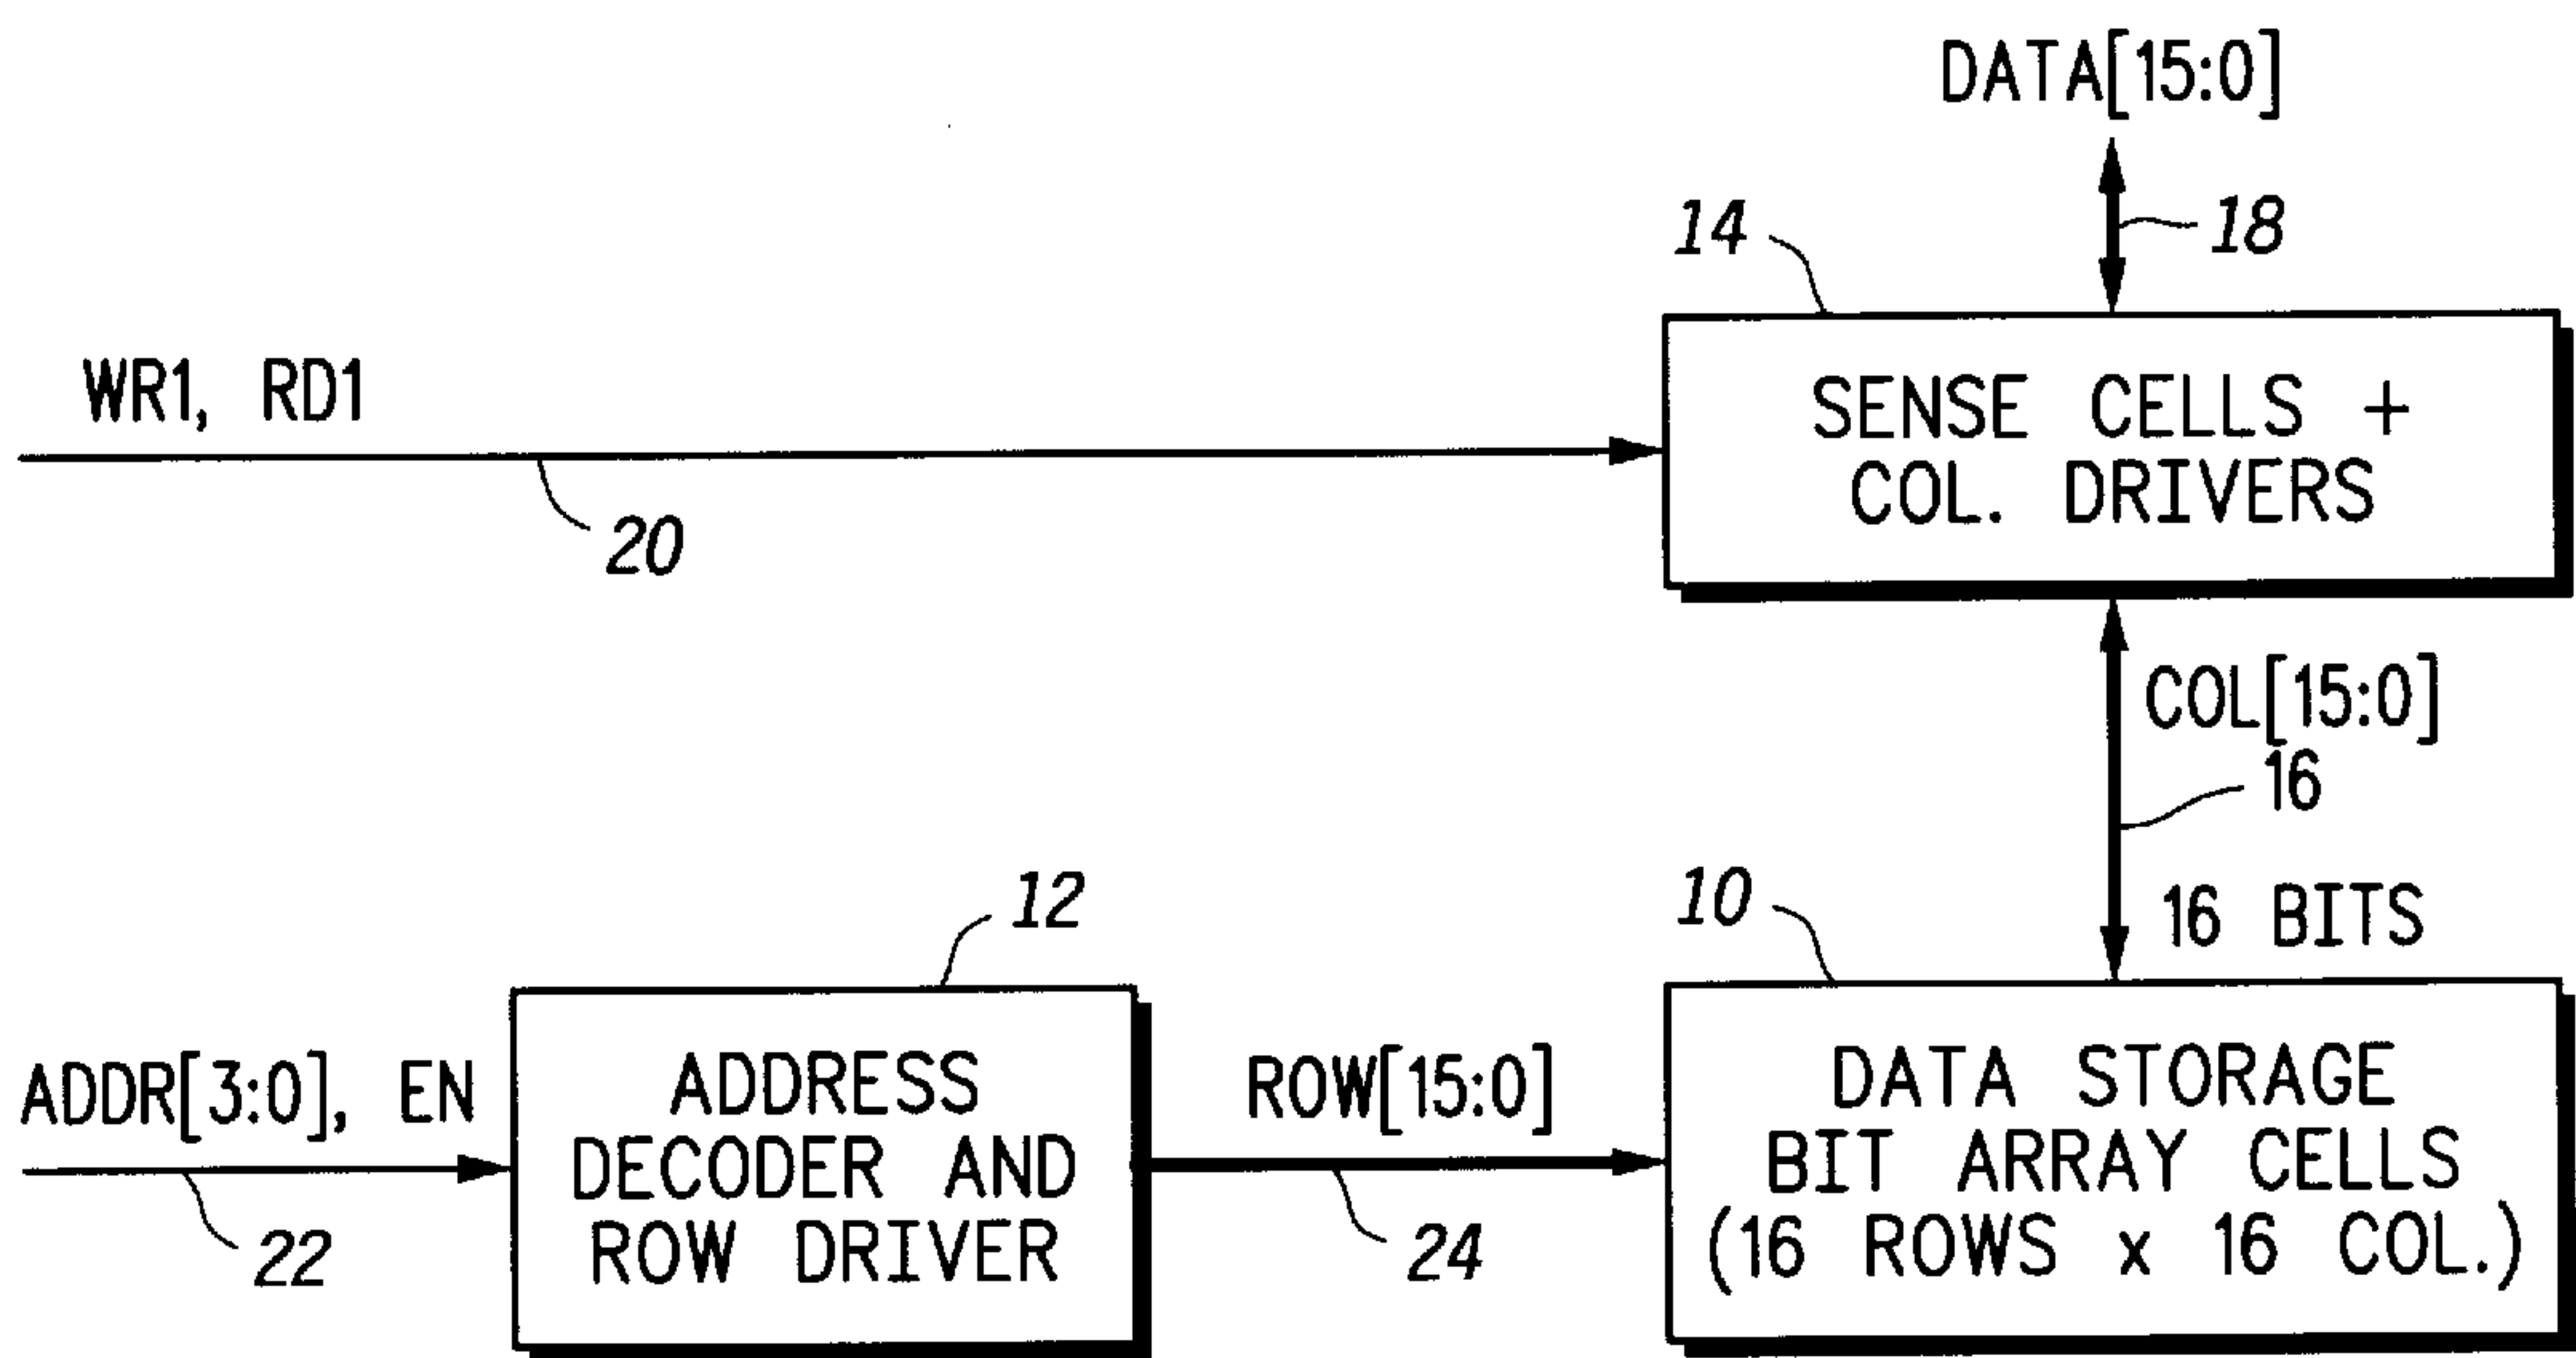 DATA[15:0]
18
14
WR1, RD1
20
SENSE CELLS +
COL. DRIVERS
COL[15:0]
16
16 BITS
12
10
ADDR[3:0], EN
22
ADDRESS
DECODER AND
ROW DRIVER
ROW[15:0]
24
DATA STORAGE
BIT ARRAY CELLS
(16 ROWS x 16 COL.)